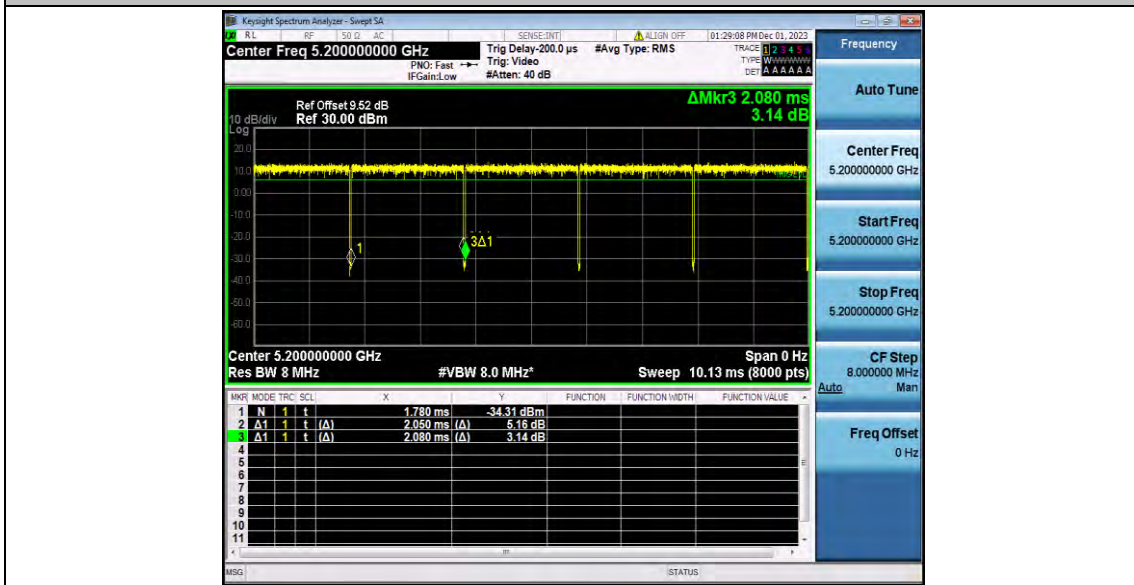 Keysight Spectrum Analyzer - Swept SA
RL RF 50 Ω AC SENSE:INT ALIGN OFF 01:29:08 PM Dec 01, 2023
Center Freq 5.200000000 GHz
PNO: Fast
IFGain:Low
Trig Delay-200.0 µs
Trig: Video
#Atten: 40 dB
#Avg Type: RMS
TRACE 1 2 3 4 5 6
TYPE WWWWWW
DET A A A A A A
ΔMkr3 2.080 ms
3.14 dB
Ref Offset 9.52 dB
10 dB/div Ref 30.00 dBm
Log
20.0
10.0
0.00
-10.0
-20.0
-30.0
-40.0
-50.0
-60.0
1
3Δ1
Center 5.200000000 GHz Span 0 Hz
Res BW 8 MHz #VBW 8.0 MHz* Sweep 10.13 ms (8000 pts)
MKR MODE TRC SCL X Y FUNCTION FUNCTION WIDTH FUNCTION VALUE
1 N 1 t 1.780 ms -34.31 dBm
2 Δ1 1 t (Δ) 2.050 ms (Δ) 5.16 dB
3 Δ1 1 t (Δ) 2.080 ms (Δ) 3.14 dB
4
5
6
7
8
9
10
11
MSG STATUS
Frequency
Auto Tune
Center Freq
5.200000000 GHz
Start Freq
5.200000000 GHz
Stop Freq
5.200000000 GHz
CF Step
8.000000 MHz
Auto Man
Freq Offset
0 Hz